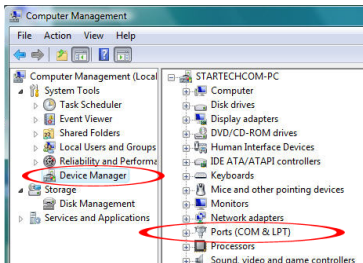 Computer Management
File Action View Help
Computer Management (Local
System Tools
Task Scheduler
Event Viewer
Shared Folders
Local Users and Groups
Reliability and Performa
Device Manager
Storage
Disk Management
Services and Applications
STARTECHCOM-PC
Computer
Disk drives
Display adapters
DVD/CD-ROM drives
Human Interface Devices
IDE ATA/ATAPI controllers
Keyboards
Mice and other pointing devices
Monitors
Network adapters
Ports (COM & LPT)
Processors
Sound, video and game controllers